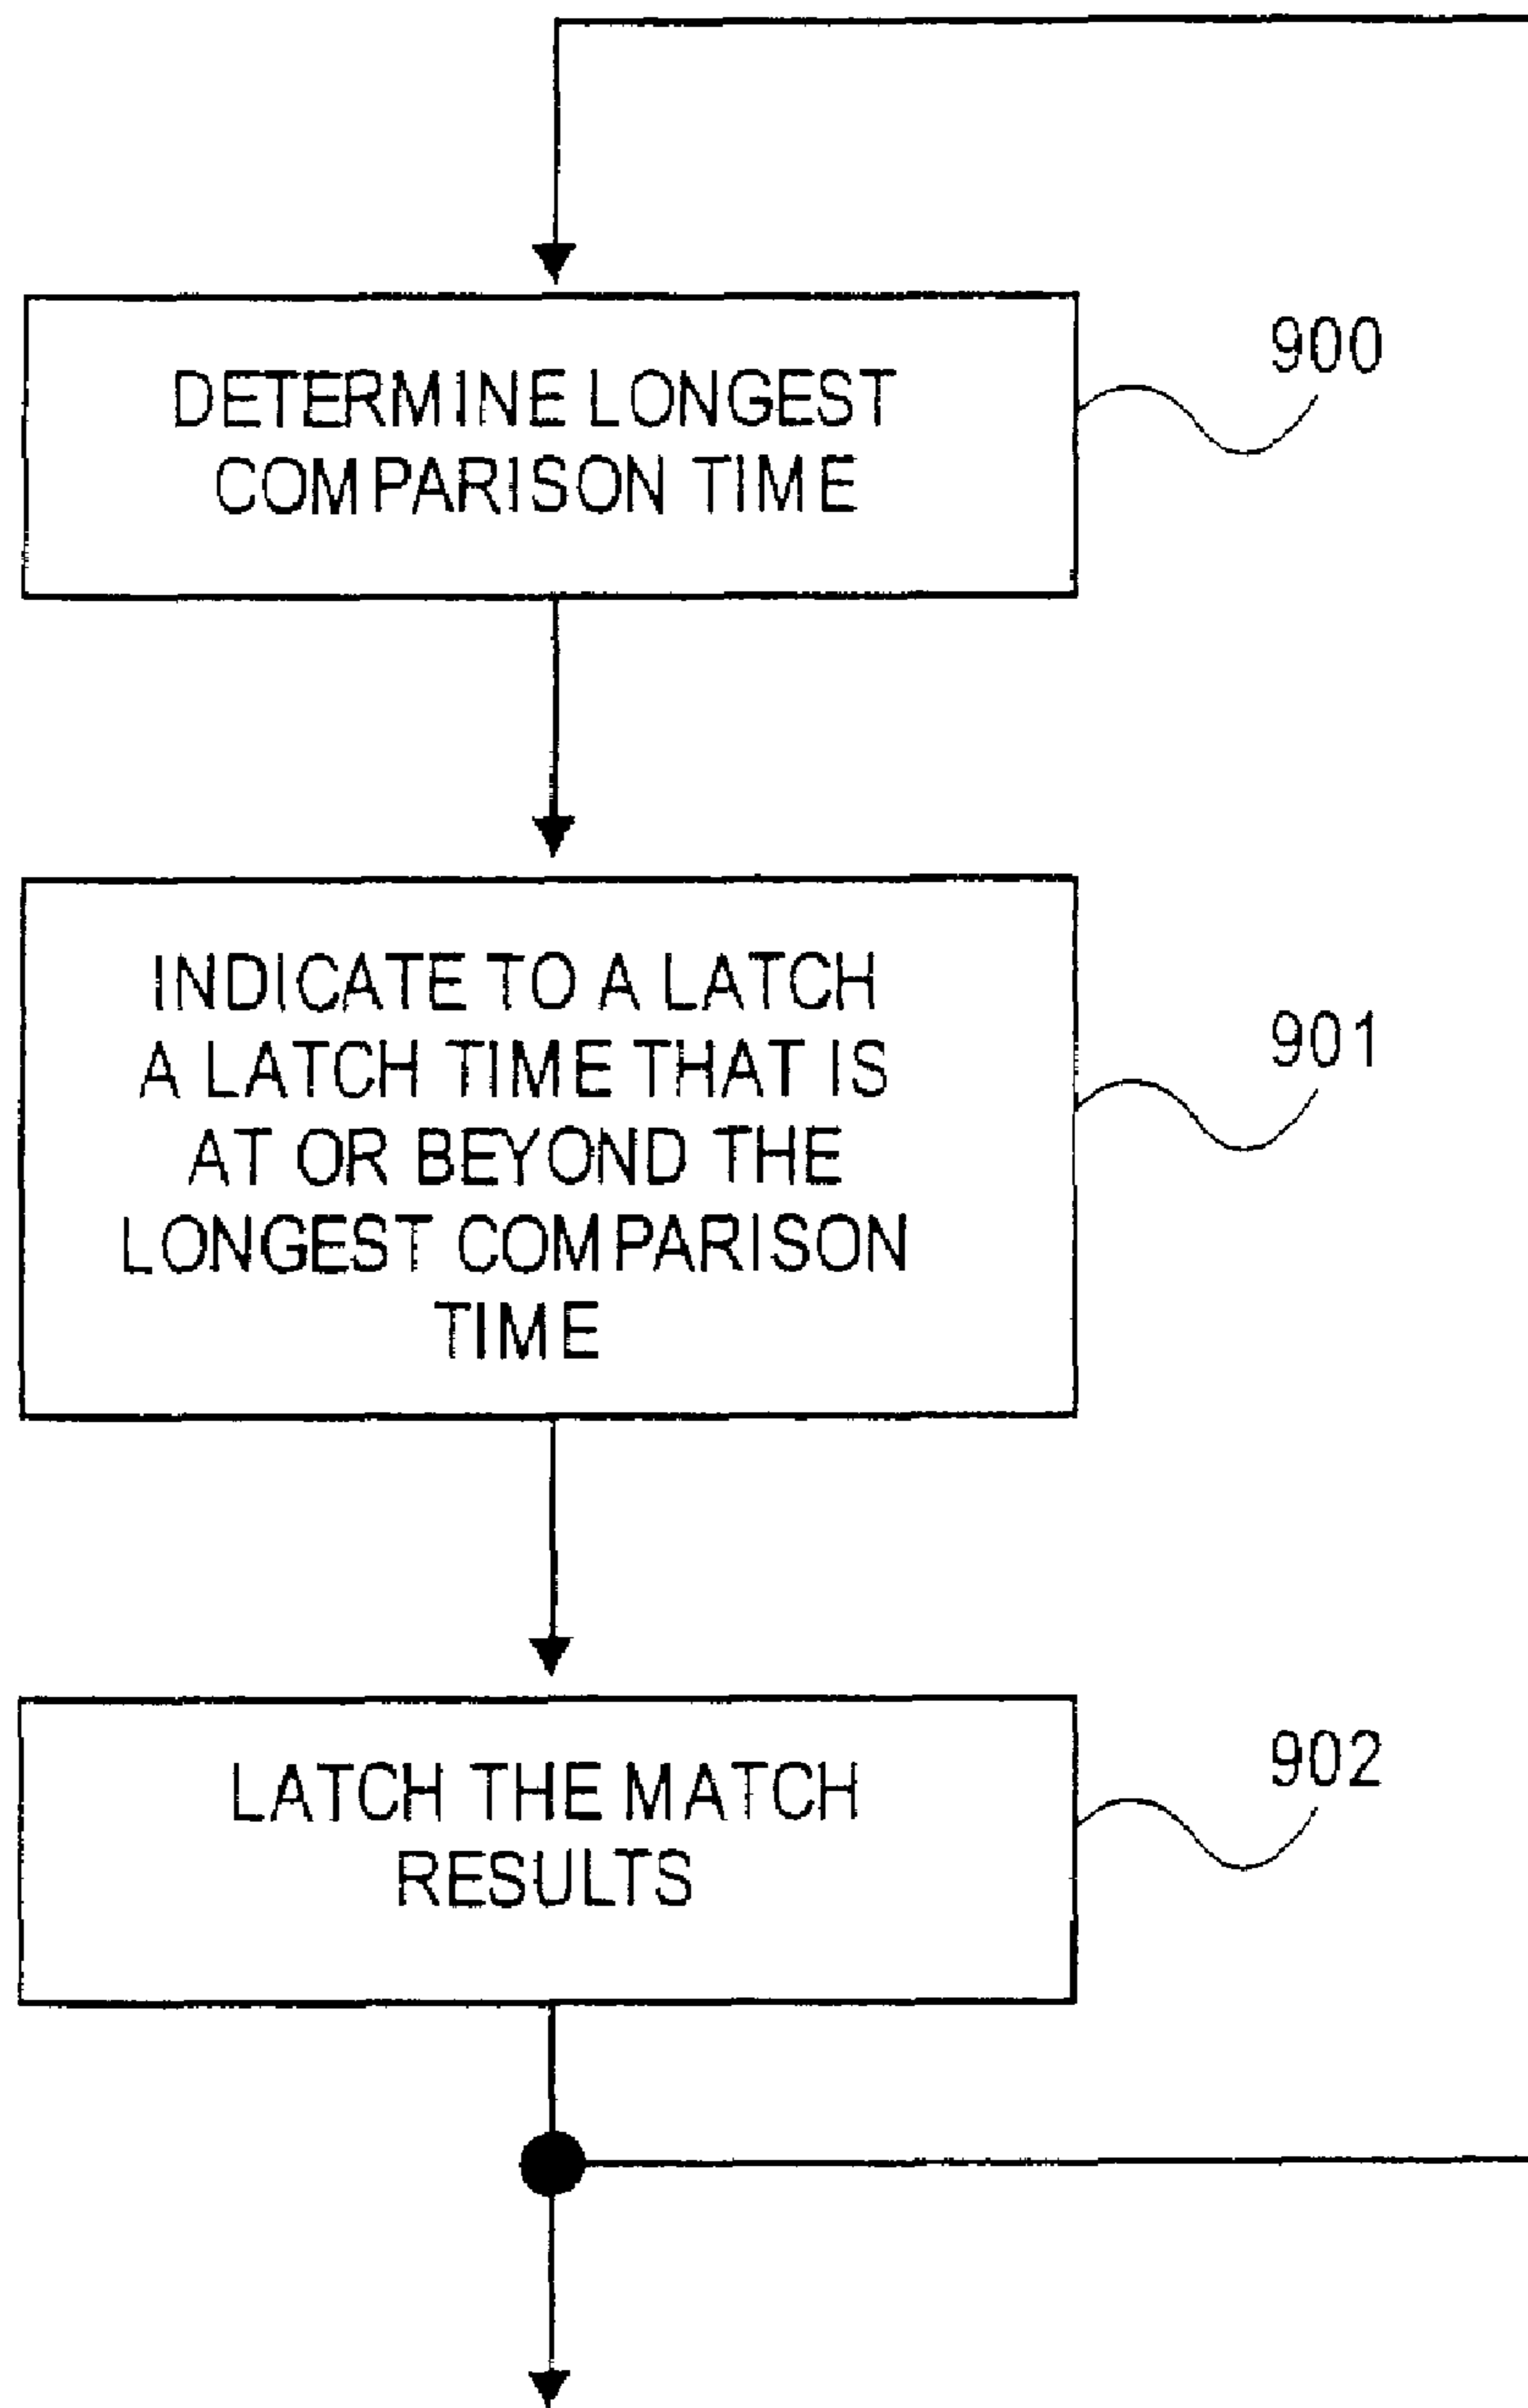 DETERMINE LONGEST
COMPARISON TIME
900
INDICATE TO A LATCH
A LATCH TIME THAT IS
AT OR BEYOND THE
LONGEST COMPARISON
TIME
901
LATCH THE MATCH
RESULTS
902